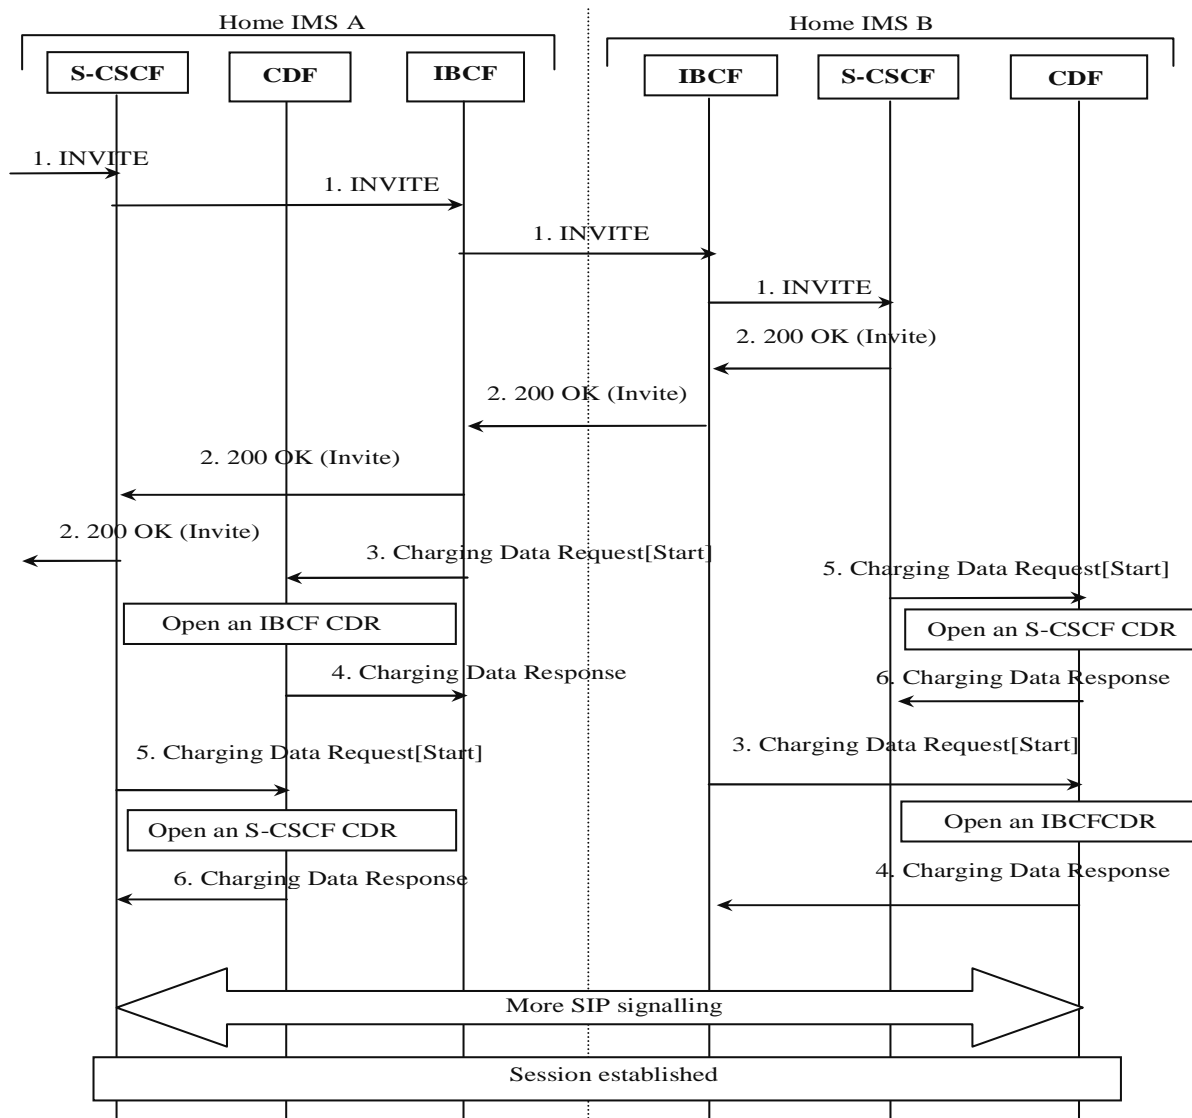 Home IMS A
Home IMS B
S-CSCF
CDF
IBCF
IBCF
S-CSCF
CDF
1. INVITE
1. INVITE
1. INVITE
1. INVITE
2. 200 OK (Invite)
2. 200 OK (Invite)
2. 200 OK (Invite)
2. 200 OK (Invite)
3. Charging Data Request[Start]
5. Charging Data Request[Start]
Open an IBCF CDR
Open an S-CSCF CDR
4. Charging Data Response
6. Charging Data Response
5. Charging Data Request[Start]
3. Charging Data Request[Start]
Open an S-CSCF CDR
Open an IBCFCDR
6. Charging Data Response
4. Charging Data Response
More SIP signalling
Session established